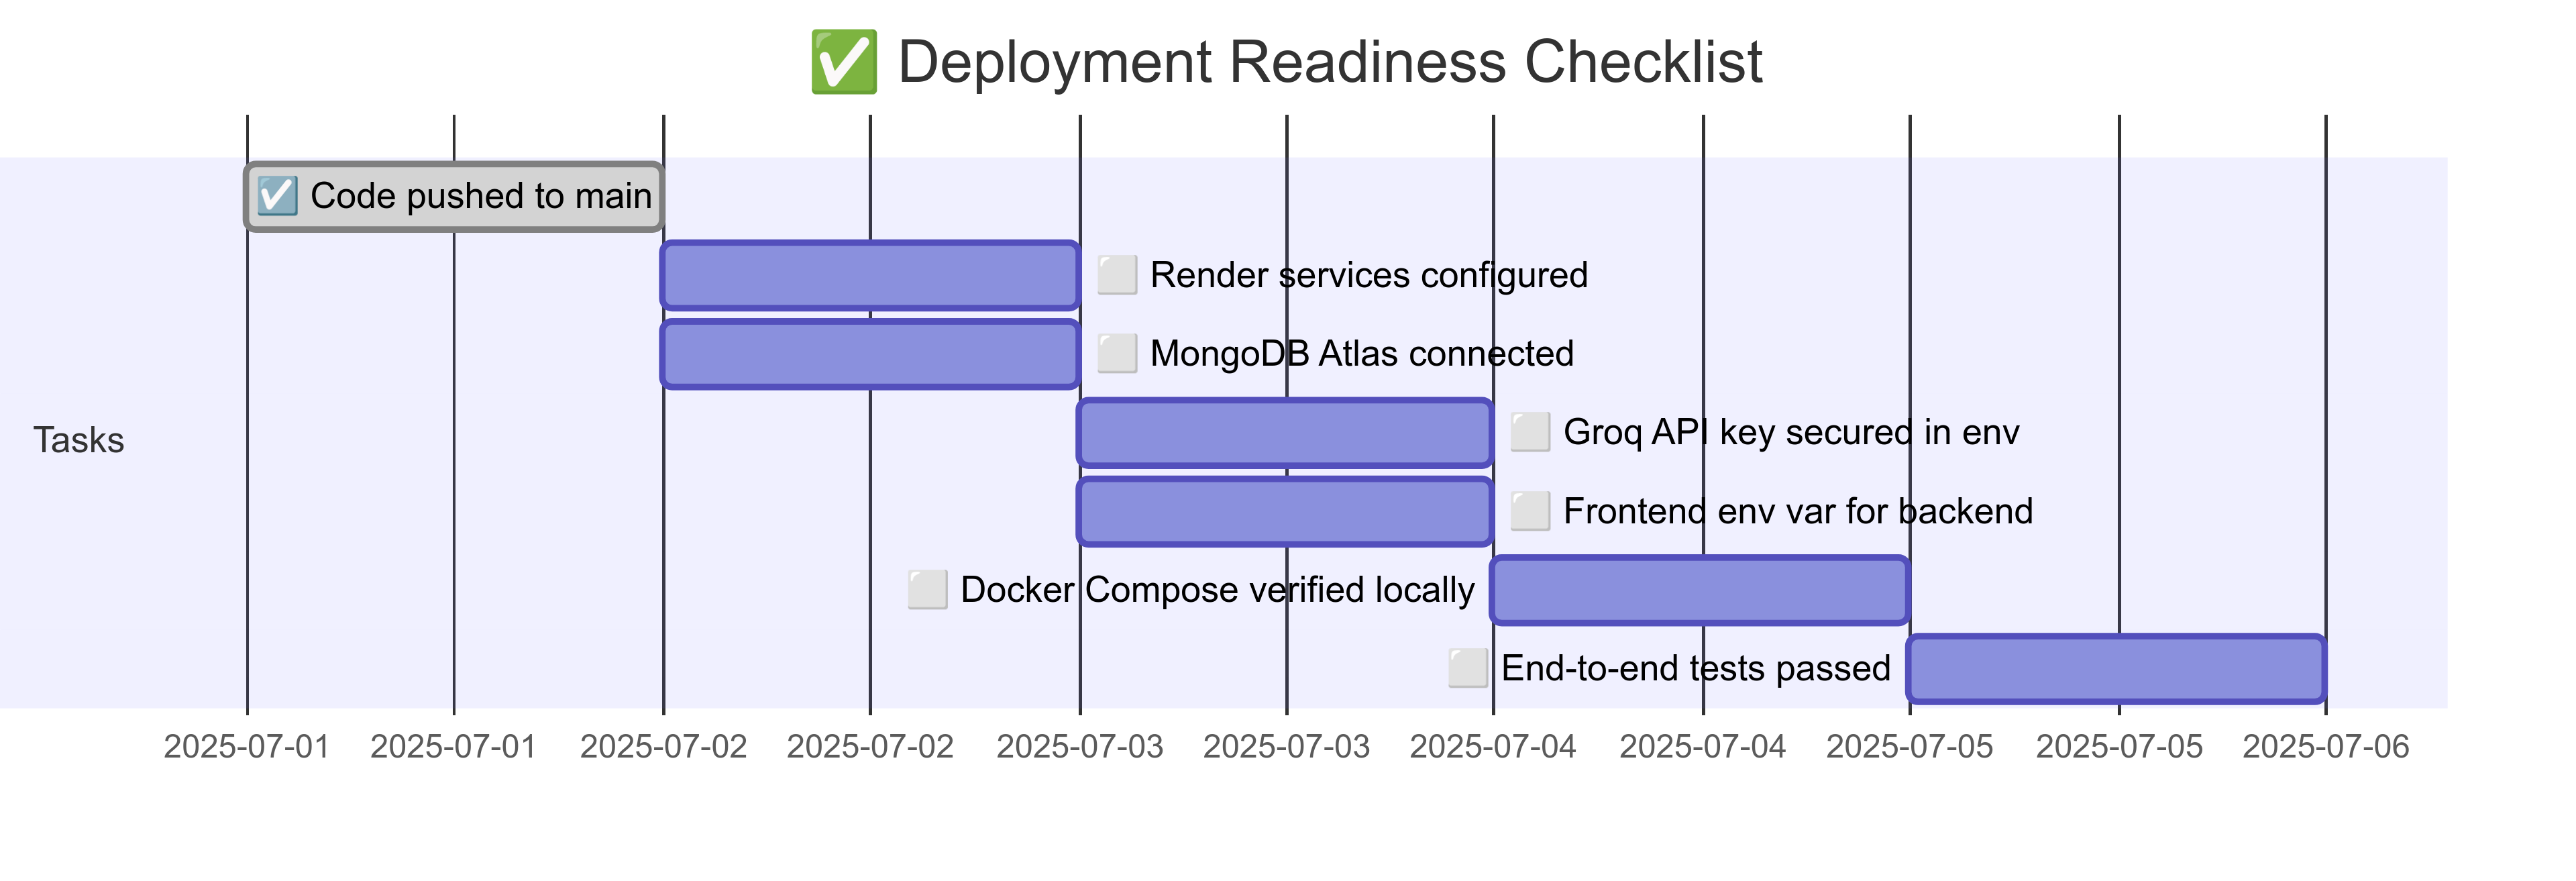 ✅ Deployment Readiness Checklist
☑ Code pushed to main
⬜ Render services configured
⬜ MongoDB Atlas connected
⬜ Groq API key secured in env
Tasks
⬜ Frontend env var for backend
⬜ Docker Compose verified locally
⬜ End-to-end tests passed
2025-07-01 2025-07-01 2025-07-02 2025-07-02 2025-07-03 2025-07-03 2025-07-04 2025-07-04 2025-07-05 2025-07-05 2025-07-06